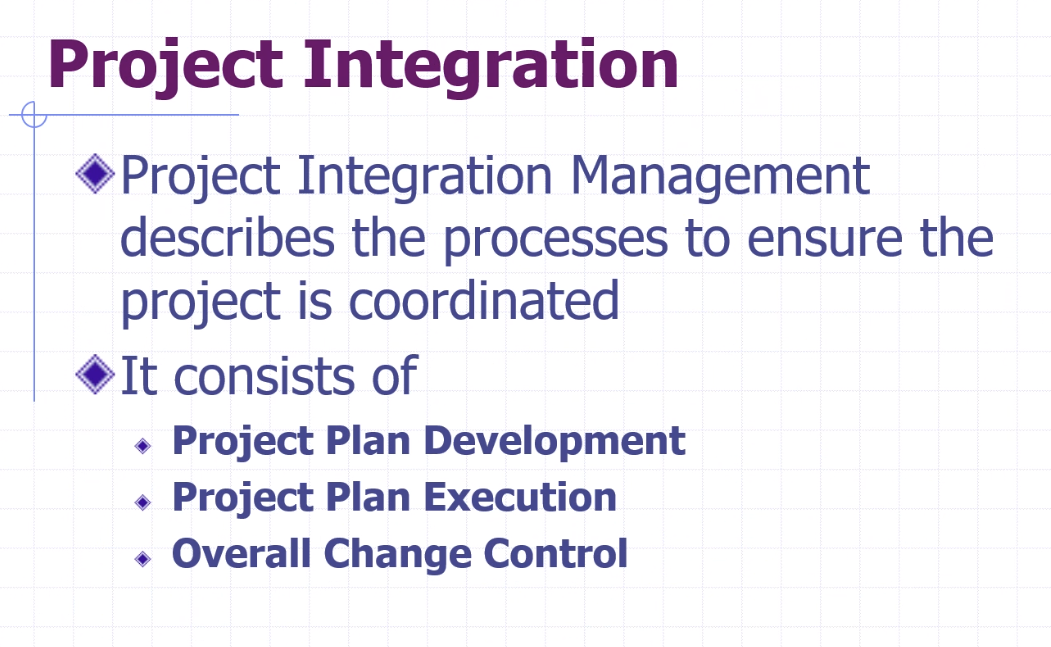 Project Integration
Project Integration Management
describes the processes to ensure the
project is coordinated
It consists of
Project Plan Development
Project Plan Execution
Overall Change Control